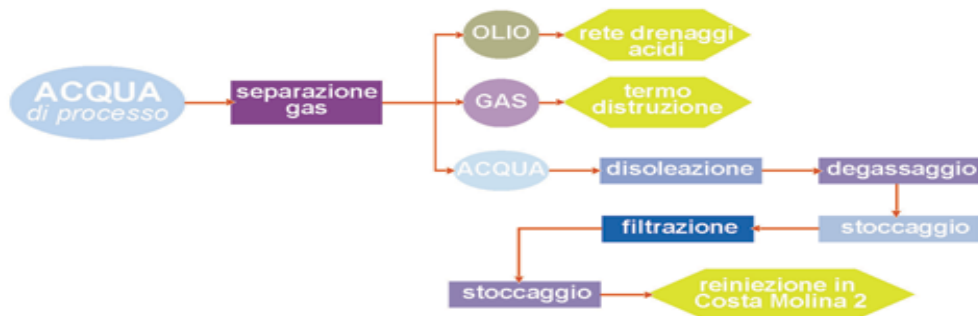 OLIO
rete drenaggi
acidi
ACQUA
di processo
separazione
gas
GAS
termo
distruzione
ACQUA
disoleazione
degassaggio
filtrazione
stoccaggio
stoccaggio
reiniezione in
Costa Molina 2